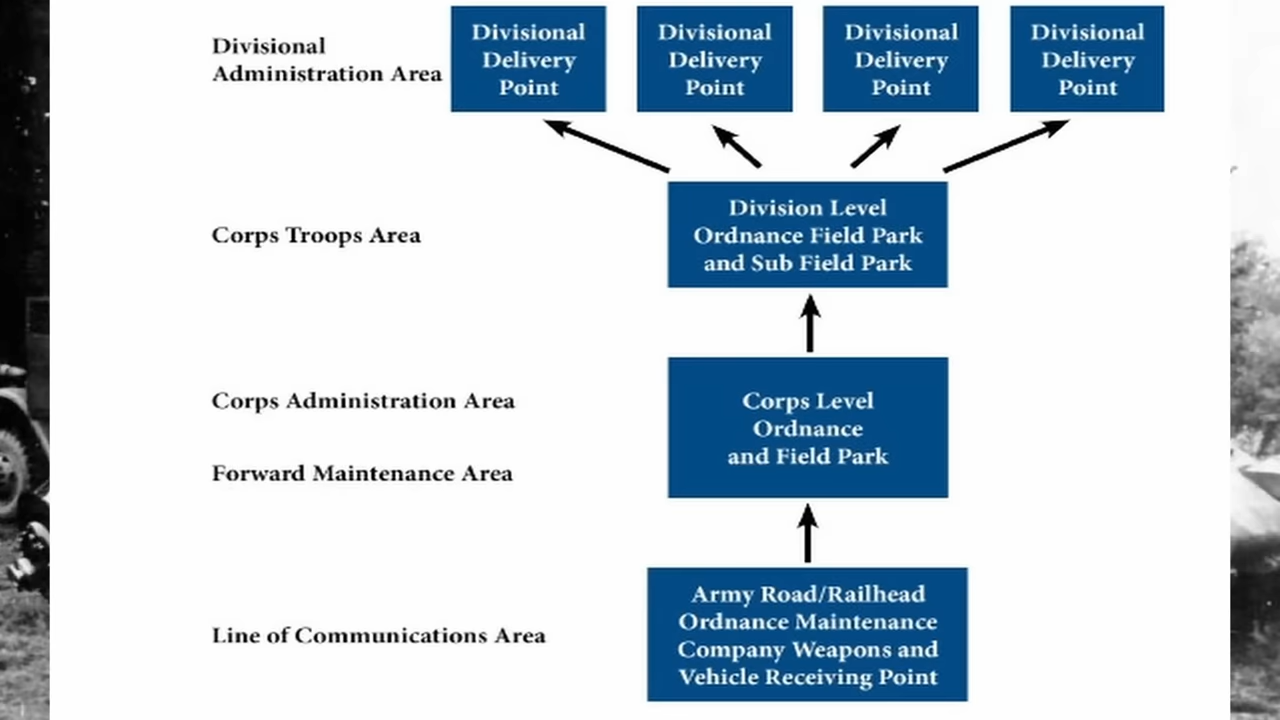 Divisional
Administration Area
Divisional
Delivery
Point
Divisional
Delivery
Point
Divisional
Delivery
Point
Divisional
Delivery
Point
Corps Troops Area
Division Level
Ordnance Field Park
and Sub Field Park
Corps Administration Area
Forward Maintenance Area
Corps Level
Ordnance
and Field Park
Line of Communications Area
Army Road/Railhead
Ordnance Maintenance
Company Weapons and
Vehicle Receiving Point